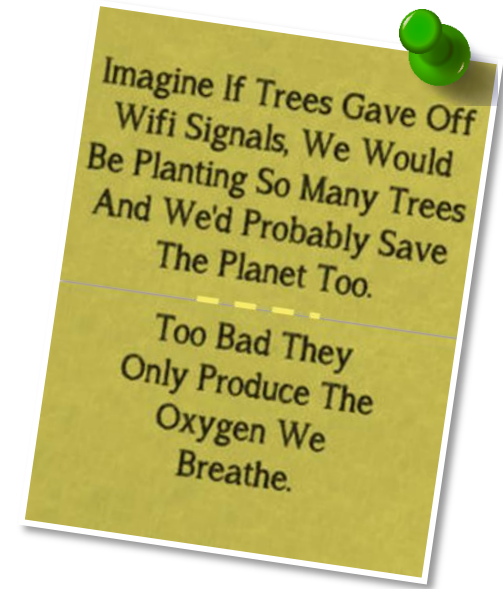 Imagine If Trees Gave Off
Wifi Signals, We Would
Be Planting So Many Trees
And We'd Probably Save
The Planet Too.
Too Bad They
Only Produce The
Oxygen We
Breathe.